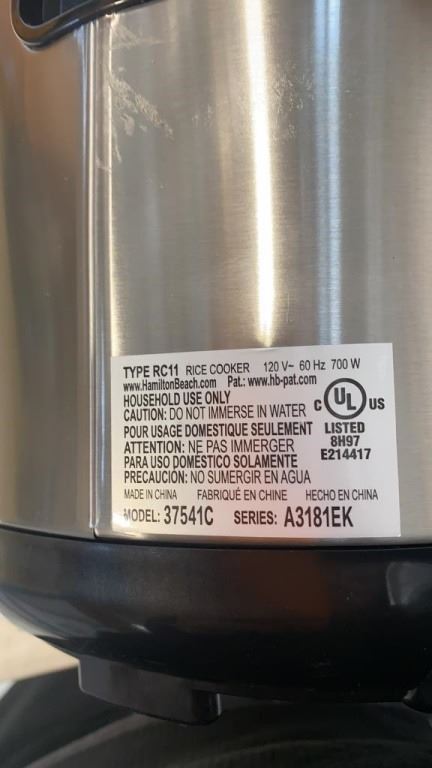 TYPE RC11 RICE COOKER 120 V~ 60 Hz 700 W
www.HamiltonBeach.com Pat.: www.hb-pat.com
HOUSEHOLD USE ONLY
CAUTION: DO NOT IMMERSE IN WATER
POUR USAGE DOMESTIQUE SEULEMENT
ATTENTION: NE PAS IMMERGER
PARA USO DOMÉSTICO SOLAMENTE
PRECAUCIÓN: NO SUMERGIR EN AGUA
C UL US
LISTED
8H97
E214417
MADE IN CHINA FABRIQUÉ EN CHINE HECHO EN CHINA
MODEL: 37541C SERIES: A3181EK